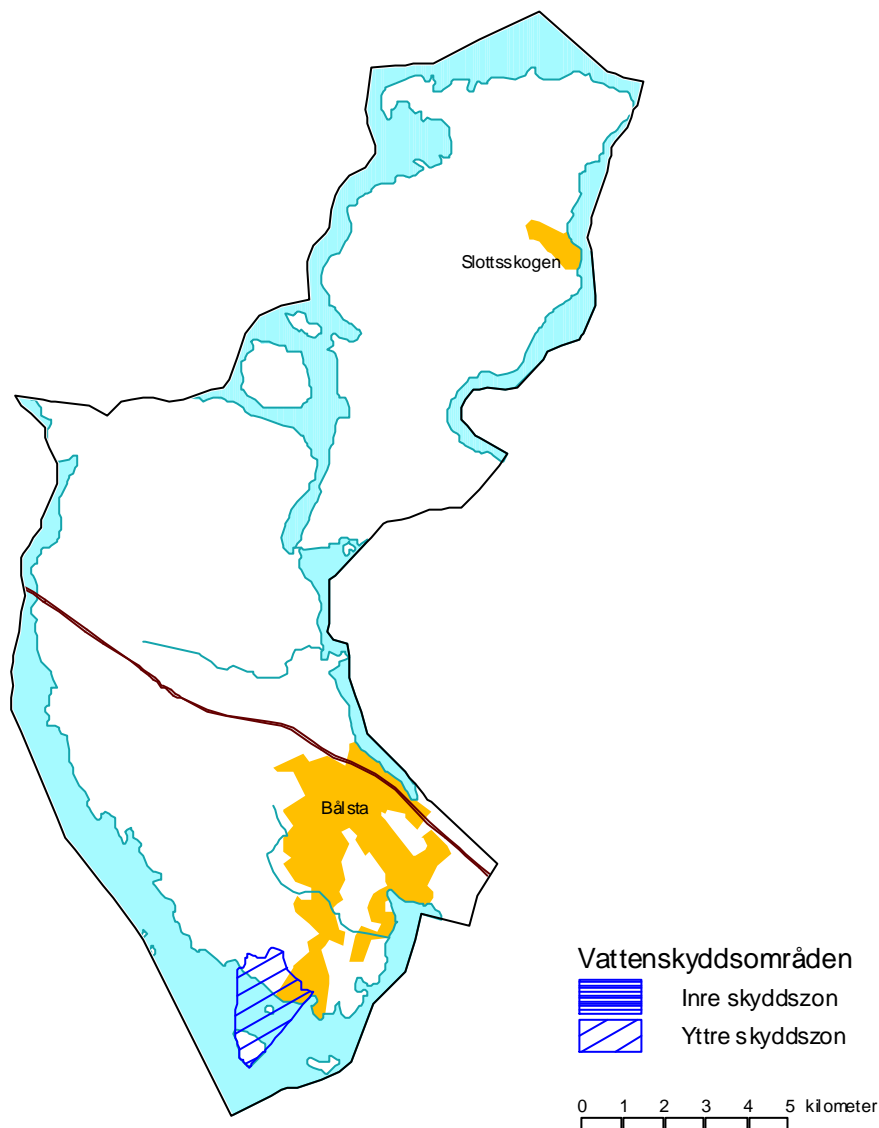 Slottsskogen
Bålsta
Vattenskyddsområden
Inre skyddszon
Yttre skyddszon
0 1 2 3 4 5 kilometer